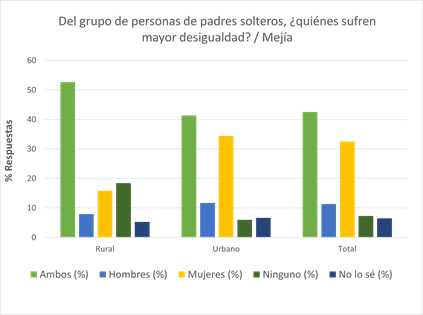 Del grupo de personas de padres solteros, ¿quiénes sufren
mayor desigualdad? / Mejía
60
50
40
30
20
10
0
% Respuestas
Rural Urbano Total
Ambos (%) Hombres (%) Mujeres (%) Ninguno (%) No lo sé (%)